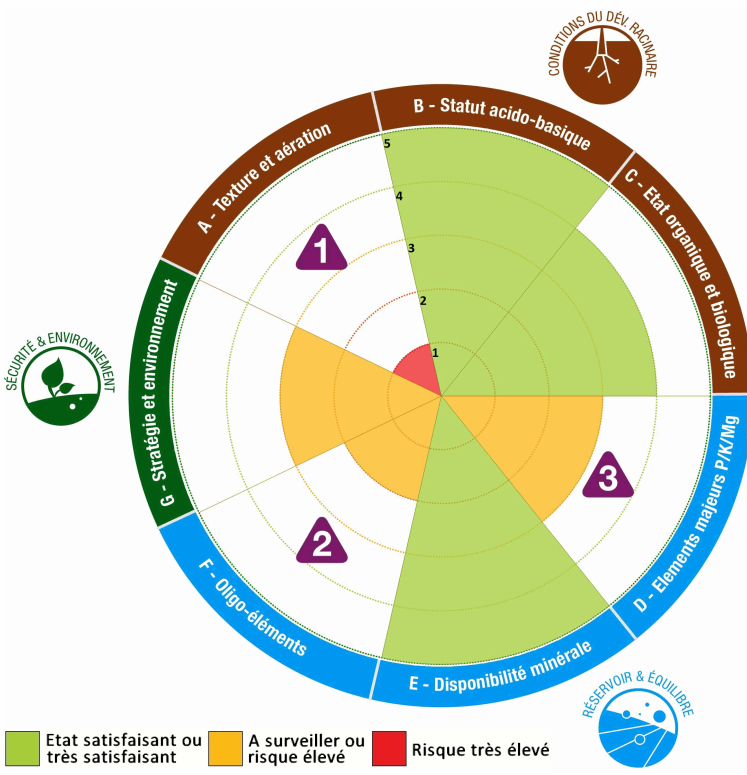 CONDITIONS DU DÉV. RACINAIRE
B - Statut acido-basique
A - Texture et aération
C - Etat organique et biologique
5
4
3
2
1
1
SÉCURITÉ & ENVIRONNEMENT
G - Stratégie et environnement
3
D - Elements majeurs P/K/Mg
2
F - Oligo-éléments
E - Disponibilité minérale
RÉSERVOIR & ÉQUILIBRE
Etat satisfaisant ou
très satisfaisant
A surveiller ou
risque élevé
Risque très élevé